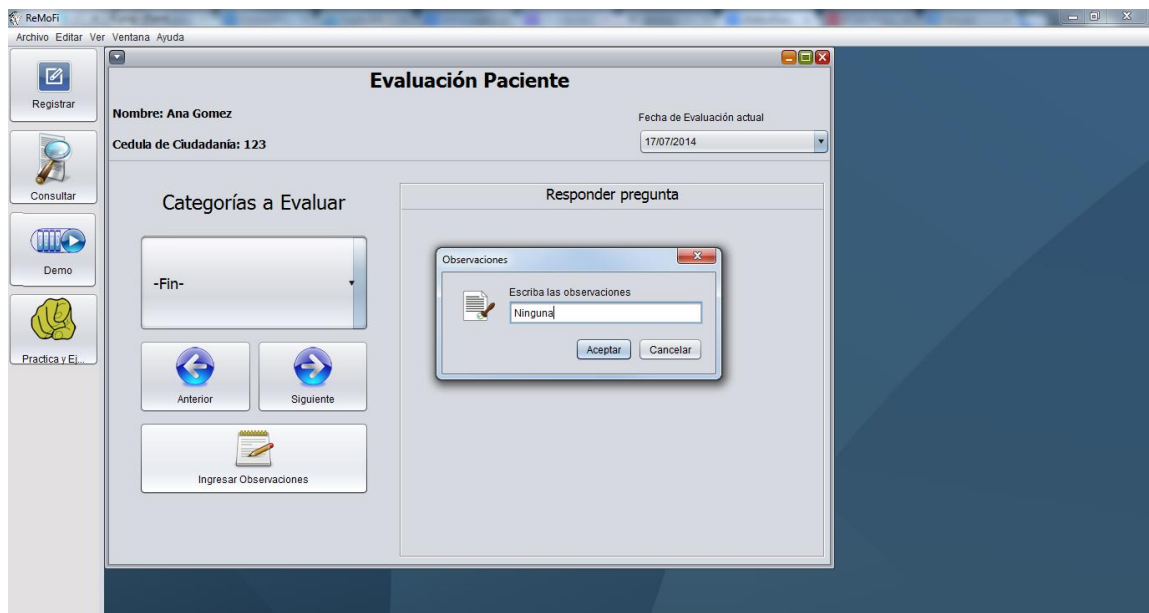 ReMoFi
Archivo Editar Ver Ventana Ayuda
Registrar
Consultar
Demo
Practica y Ej...
Evaluación Paciente
Nombre: Ana Gomez
Cedula de Ciudadanía: 123
Fecha de Evaluación actual
17/07/2014
Categorías a Evaluar
-Fin-
Anterior
Siguiente
Ingresar Observaciones
Responder pregunta
Observaciones
Escriba las observaciones
Ninguna
Aceptar
Cancelar